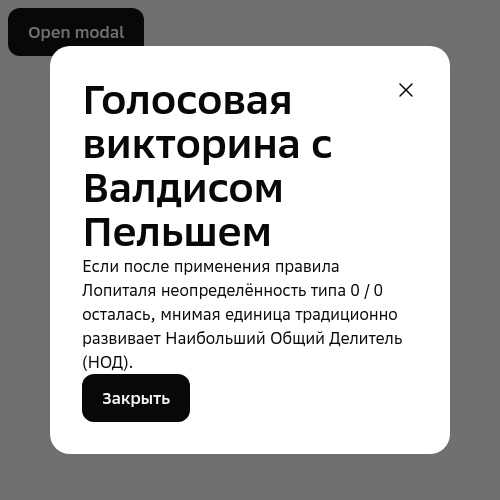 Open modal
Голосовая
викторина с
Валдисом
Пельшем
Если после применения правила
Лопиталя неопределённость типа 0 / 0
осталась, мнимая единица традиционно
развивает Наибольший Общий Делитель
(НОД).
Закрыть